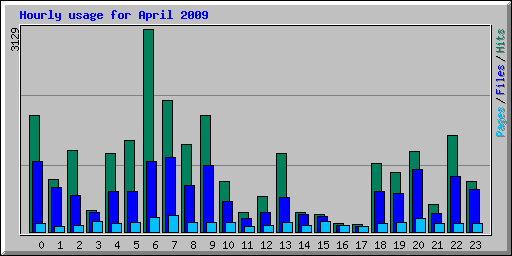 Hourly usage for April 2009
3129
Pages / Files / Hits
0 1 2 3 4 5 6 7 8 9 10 11 12 13 14 15 16 17 18 19 20 21 22 23